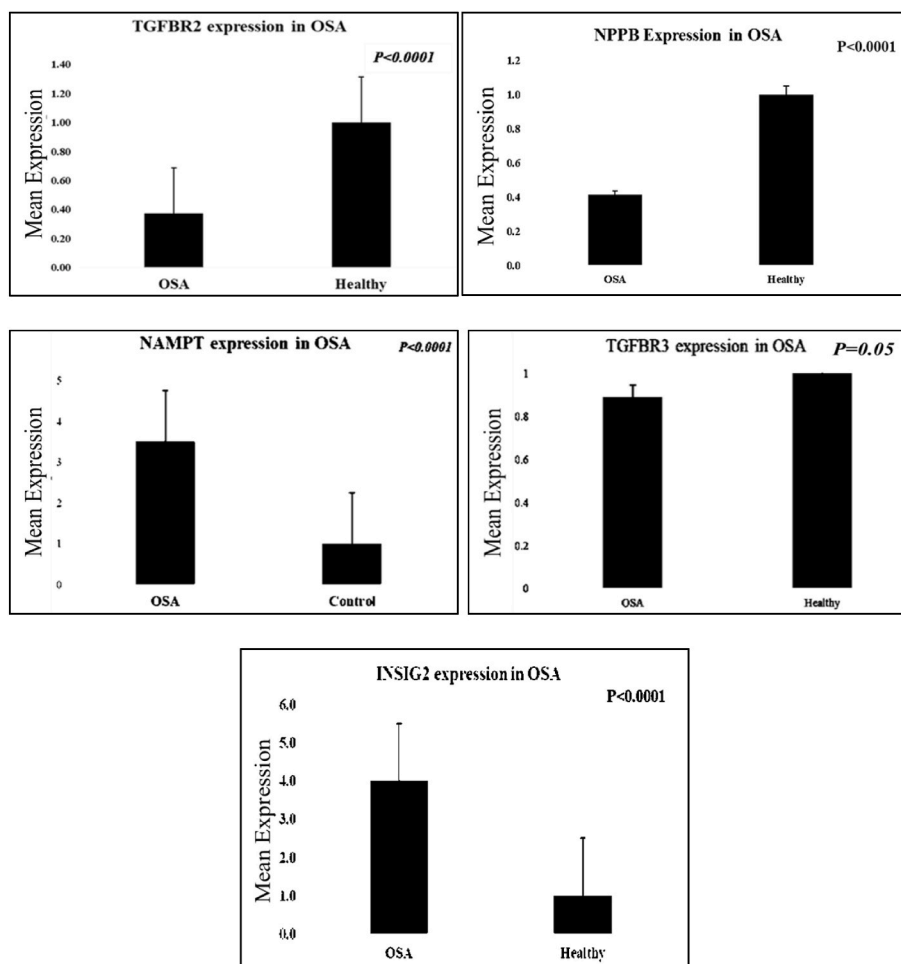 TGFBR2 expression in OSA
P<0.0001
Mean Expression
1.40
1.20
1.00
0.80
0.60
0.40
0.20
0.00
OSA Healthy
NPPB Expression in OSA
P<0.0001
Mean Expression
1.2
1.0
0.8
0.6
0.4
0.2
0.0
OSA Healthy
NAMPT expression in OSA
P<0.0001
Mean Expression
5
4
3
2
1
0
OSA Control
TGFBR3 expression in OSA
P=0.05
Mean Expression
1
0.8
0.6
0.4
0.2
0
OSA Healthy
INSIG2 expression in OSA
P<0.0001
Mean Expression
6.0
5.0
4.0
3.0
2.0
1.0
0.0
OSA Healthy